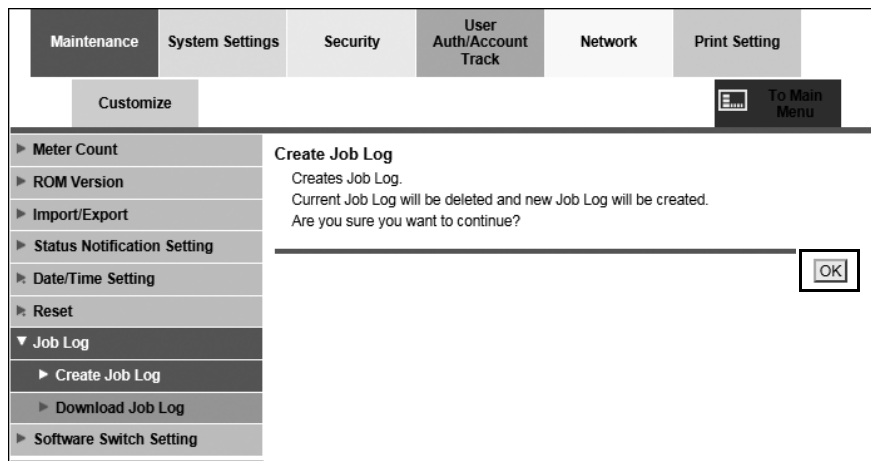 Maintenance
System Settings
Security
User
Auth/Account
Track
Network
Print Setting
Customize
To Main
Menu
Meter Count
ROM Version
Import/Export
Status Notification Setting
Date/Time Setting
Reset
Job Log
Create Job Log
Download Job Log
Software Switch Setting
Create Job Log
Creates Job Log.
Current Job Log will be deleted and new Job Log will be created.
Are you sure you want to continue?
OK